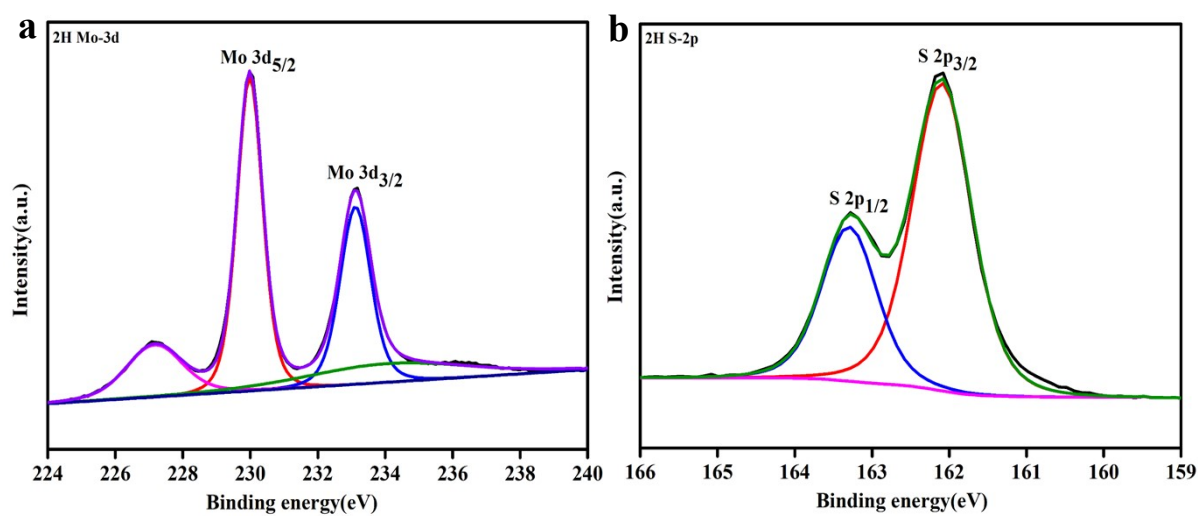 a
2H Mo-3d
Mo 3d5/2
Mo 3d3/2
Intensity(a.u.)
224 226 228 230 232 234 236 238 240
Binding energy(eV)
b
2H S-2p
S 2p3/2
S 2p1/2
Intensity(a.u.)
166 165 164 163 162 161 160 159
Binding energy(eV)